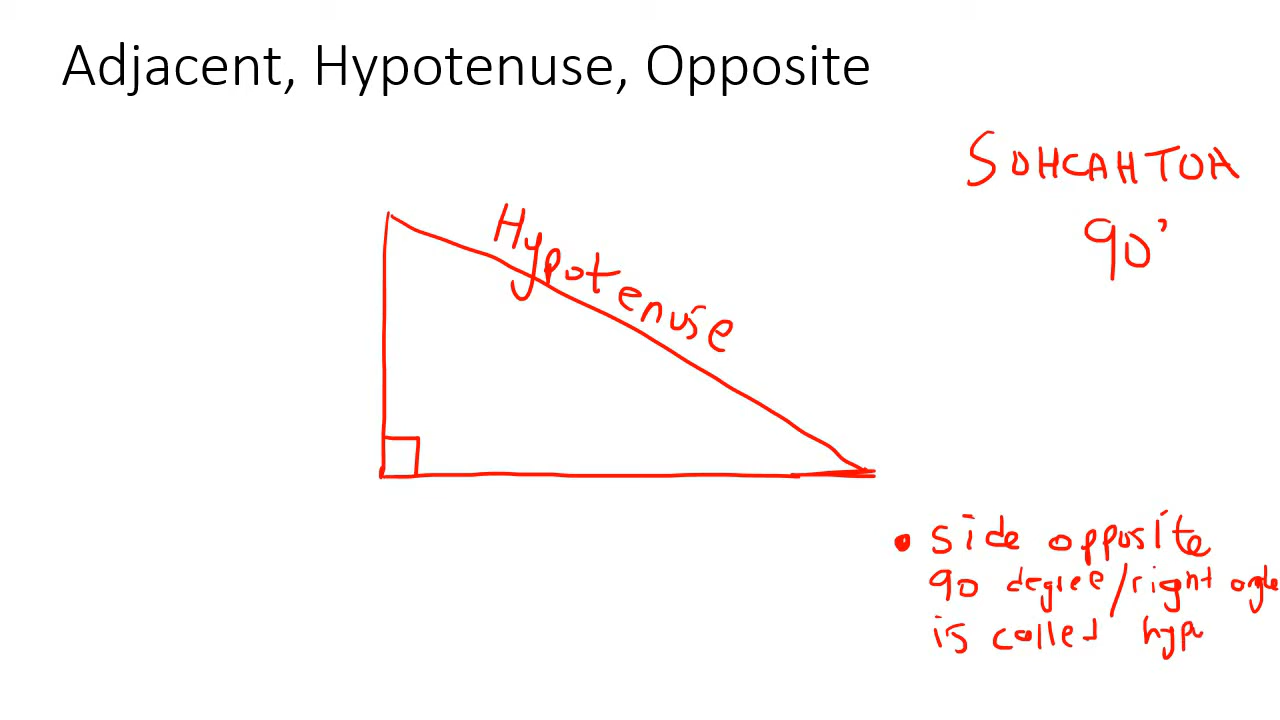 Adjacent, Hypotenuse, Opposite
SOHCAHTOA
90°
Hypotenuse
• side opposite
90 degree/right angle
is called hyp